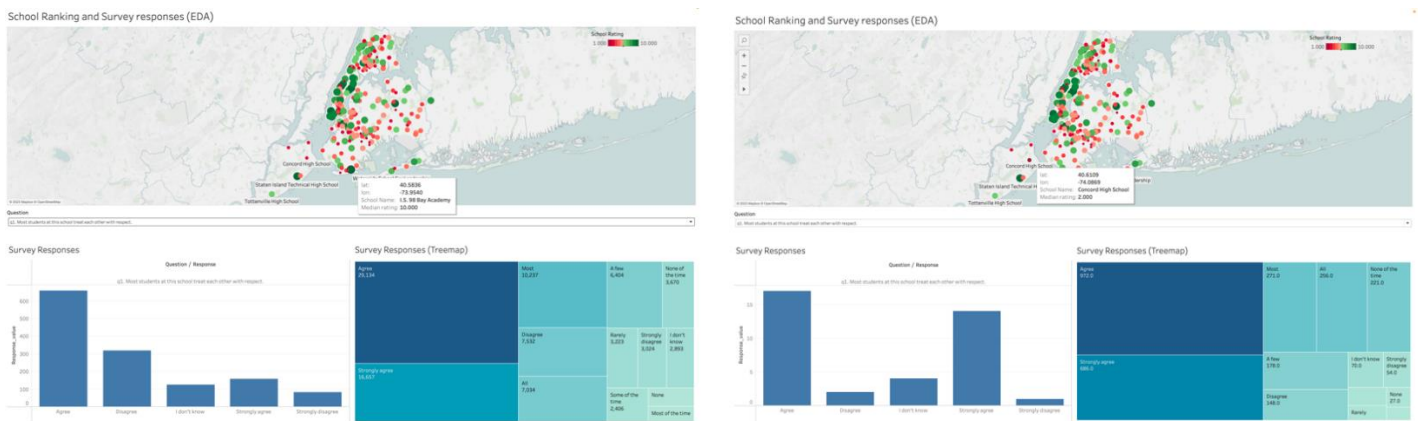 School Ranking and Survey responses (EDA)
School Rating
1.000 10.000
Concord High School
Staten Island Technical High School
Tottenville High School
lat: 40.5836
lon: -73.9540
School Name: I.S. 98 Bay Academy
Median rating: 10.000
Question
q1. Most students at this school treat each other with respect.
Survey Responses
Question / Response
q1. Most students at this school treat each other with respect.
Response_value
600
500
400
300
200
100
0
Agree Disagree I don't know Strongly agree Strongly disagree
Survey Responses (Treemap)
Agree
25,134
Strongly agree
Most
Disagree
7,532
All
7,034
A few
6,404
None of
the time
3,670
Rarely
3,223
Strongly
disagree
3,024
I don't
know
2,893
Some of the
time
2,406
None
Most of the time
School Ranking and Survey responses (EDA)
School Rating
1.000 10.000
Concord High School
Staten Island Technical H
Tottenville High School
lat: 40.6109
lon: -74.0869
School Name: Concord High School
Median rating: 2.000
Question
q1. Most students at this school treat each other with respect.
Survey Responses
Question / Response
q1. Most students at this school treat each other with respect.
Response_value
15
10
5
0
Agree Disagree I don't know Strongly agree Strongly disagree
Survey Responses (Treemap)
Agree
972.0
Strongly agree
686.0
Most
271.0
All
None of the
time
221.0
A few
178.0
Disagree
148.0
I don't know
70.0
Strongly
disagree
54.0
None
27.0
Rarely